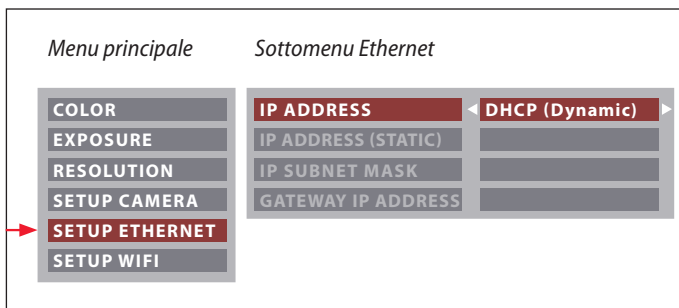 Menu principale
Sottomenu Ethernet
COLOR
EXPOSURE
RESOLUTION
SETUP CAMERA
SETUP ETHERNET
SETUP WIFI
IP ADDRESS
DHCP (Dynamic)
IP ADDRESS (STATIC)
IP SUBNET MASK
GATEWAY IP ADDRESS